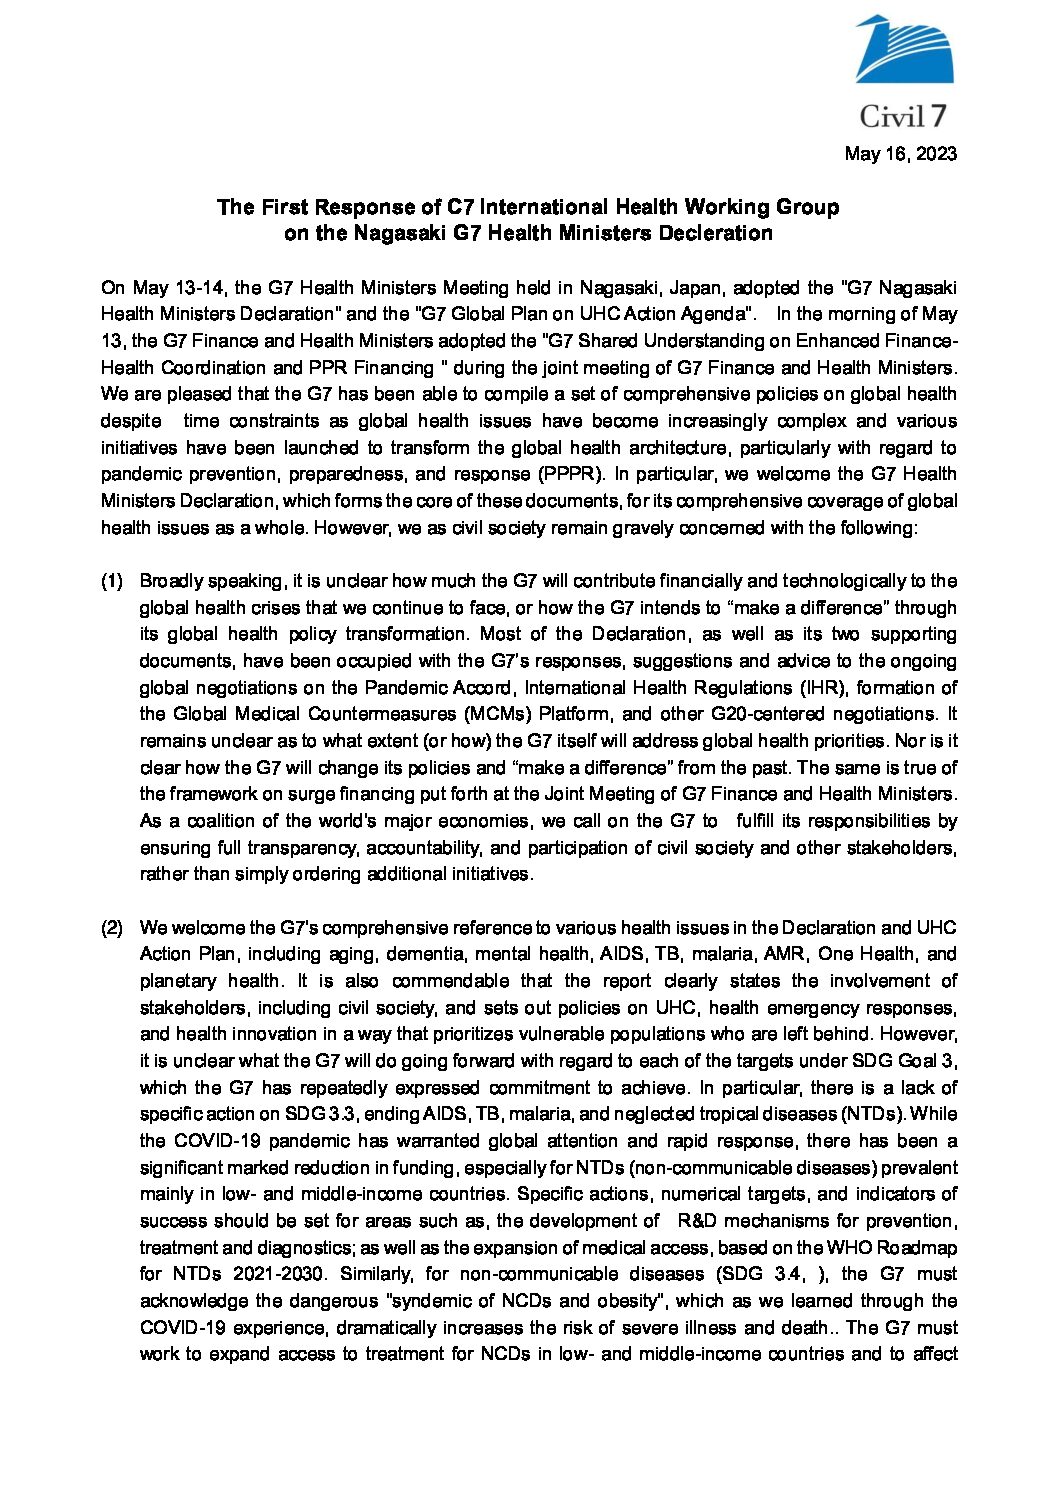 Civil 7
May 16, 2023
The First Response of C7 International Health Working Group
on the Nagasaki G7 Health Ministers Decleration
On May 13-14, the G7 Health Ministers Meeting held in Nagasaki, Japan, adopted the "G7 Nagasaki
Health Ministers Declaration" and the "G7 Global Plan on UHC Action Agenda". In the morning of May
13, the G7 Finance and Health Ministers adopted the "G7 Shared Understanding on Enhanced Finance-
Health Coordination and PPR Financing " during the joint meeting of G7 Finance and Health Ministers.
We are pleased that the G7 has been able to compile a set of comprehensive policies on global health
despite time constraints as global health issues have become increasingly complex and various
initiatives have been launched to transform the global health architecture, particularly with regard to
pandemic prevention, preparedness, and response (PPPR). In particular, we welcome the G7 Health
Ministers Declaration, which forms the core of these documents, for its comprehensive coverage of global
health issues as a whole. However, we as civil society remain gravely concerned with the following:
(1) Broadly speaking, it is unclear how much the G7 will contribute financially and technologically to the
global health crises that we continue to face, or how the G7 intends to “make a difference” through
its global health policy transformation. Most of the Declaration, as well as its two supporting
documents, have been occupied with the G7’s responses, suggestions and advice to the ongoing
global negotiations on the Pandemic Accord, International Health Regulations (IHR), formation of
the Global Medical Countermeasures (MCMs) Platform, and other G20-centered negotiations. It
remains unclear as to what extent (or how) the G7 itself will address global health priorities. Nor is it
clear how the G7 will change its policies and “make a difference” from the past. The same is true of
the framework on surge financing put forth at the Joint Meeting of G7 Finance and Health Ministers.
As a coalition of the world's major economies, we call on the G7 to fulfill its responsibilities by
ensuring full transparency, accountability, and participation of civil society and other stakeholders,
rather than simply ordering additional initiatives.
(2) We welcome the G7's comprehensive reference to various health issues in the Declaration and UHC
Action Plan, including aging, dementia, mental health, AIDS, TB, malaria, AMR, One Health, and
planetary health. It is also commendable that the report clearly states the involvement of
stakeholders, including civil society, and sets out policies on UHC, health emergency responses,
and health innovation in a way that prioritizes vulnerable populations who are left behind. However,
it is unclear what the G7 will do going forward with regard to each of the targets under SDG Goal 3,
which the G7 has repeatedly expressed commitment to achieve. In particular, there is a lack of
specific action on SDG 3.3, ending AIDS, TB, malaria, and neglected tropical diseases (NTDs). While
the COVID-19 pandemic has warranted global attention and rapid response, there has been a
significant marked reduction in funding, especially for NTDs (non-communicable diseases) prevalent
mainly in low- and middle-income countries. Specific actions, numerical targets, and indicators of
success should be set for areas such as, the development of R&D mechanisms for prevention,
treatment and diagnostics; as well as the expansion of medical access, based on the WHO Roadmap
for NTDs 2021-2030. Similarly, for non-communicable diseases (SDG 3.4, ), the G7 must
acknowledge the dangerous "syndemic of NCDs and obesity", which as we learned through the
COVID-19 experience, dramatically increases the risk of severe illness and death.. The G7 must
work to expand access to treatment for NCDs in low- and middle-income countries and to affect